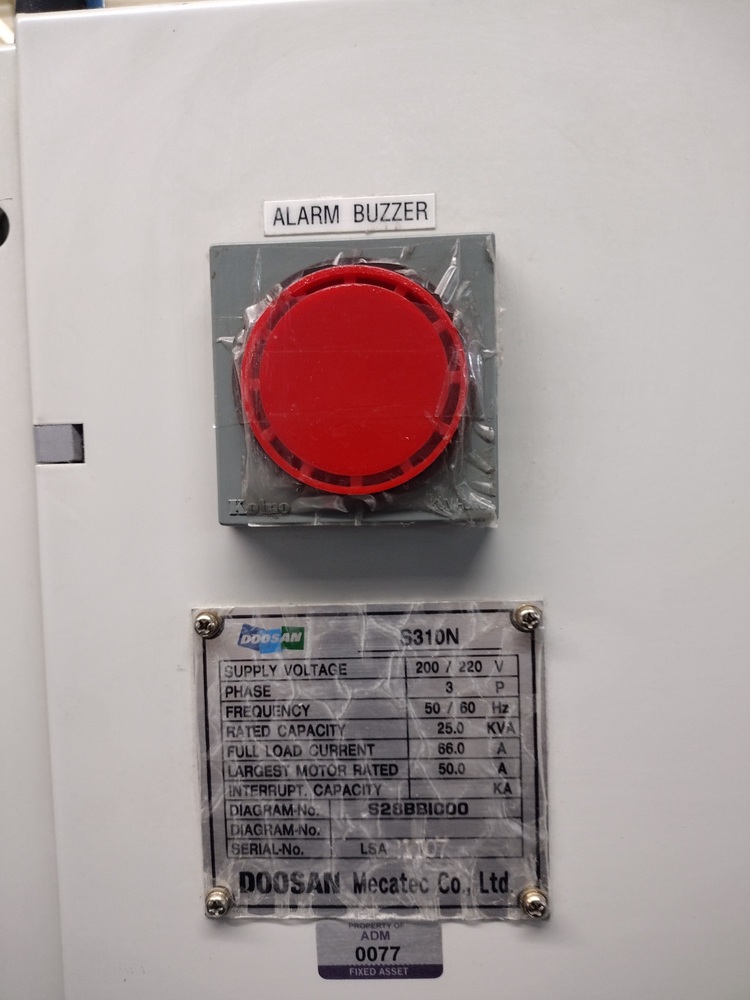 ALARM BUZZER
DOOSAN S310N
SUPPLY VOLTAGE 200 / 220 V
PHASE 3 P
FREQUENCY 50 / 60 Hz
RATED CAPACITY 25.0 KVA
FULL LOAD CURRENT 66.0 A
LARGEST MOTOR RATED 50.0 A
INTERRUPT. CAPACITY KA
DIAGRAM-No.
DIAGRAM-No.
SERIAL-No. LSA 1107
DOOSAN Mecatec Co., Ltd.
PROPERTY OF
ADM
0077
FIXED ASSET